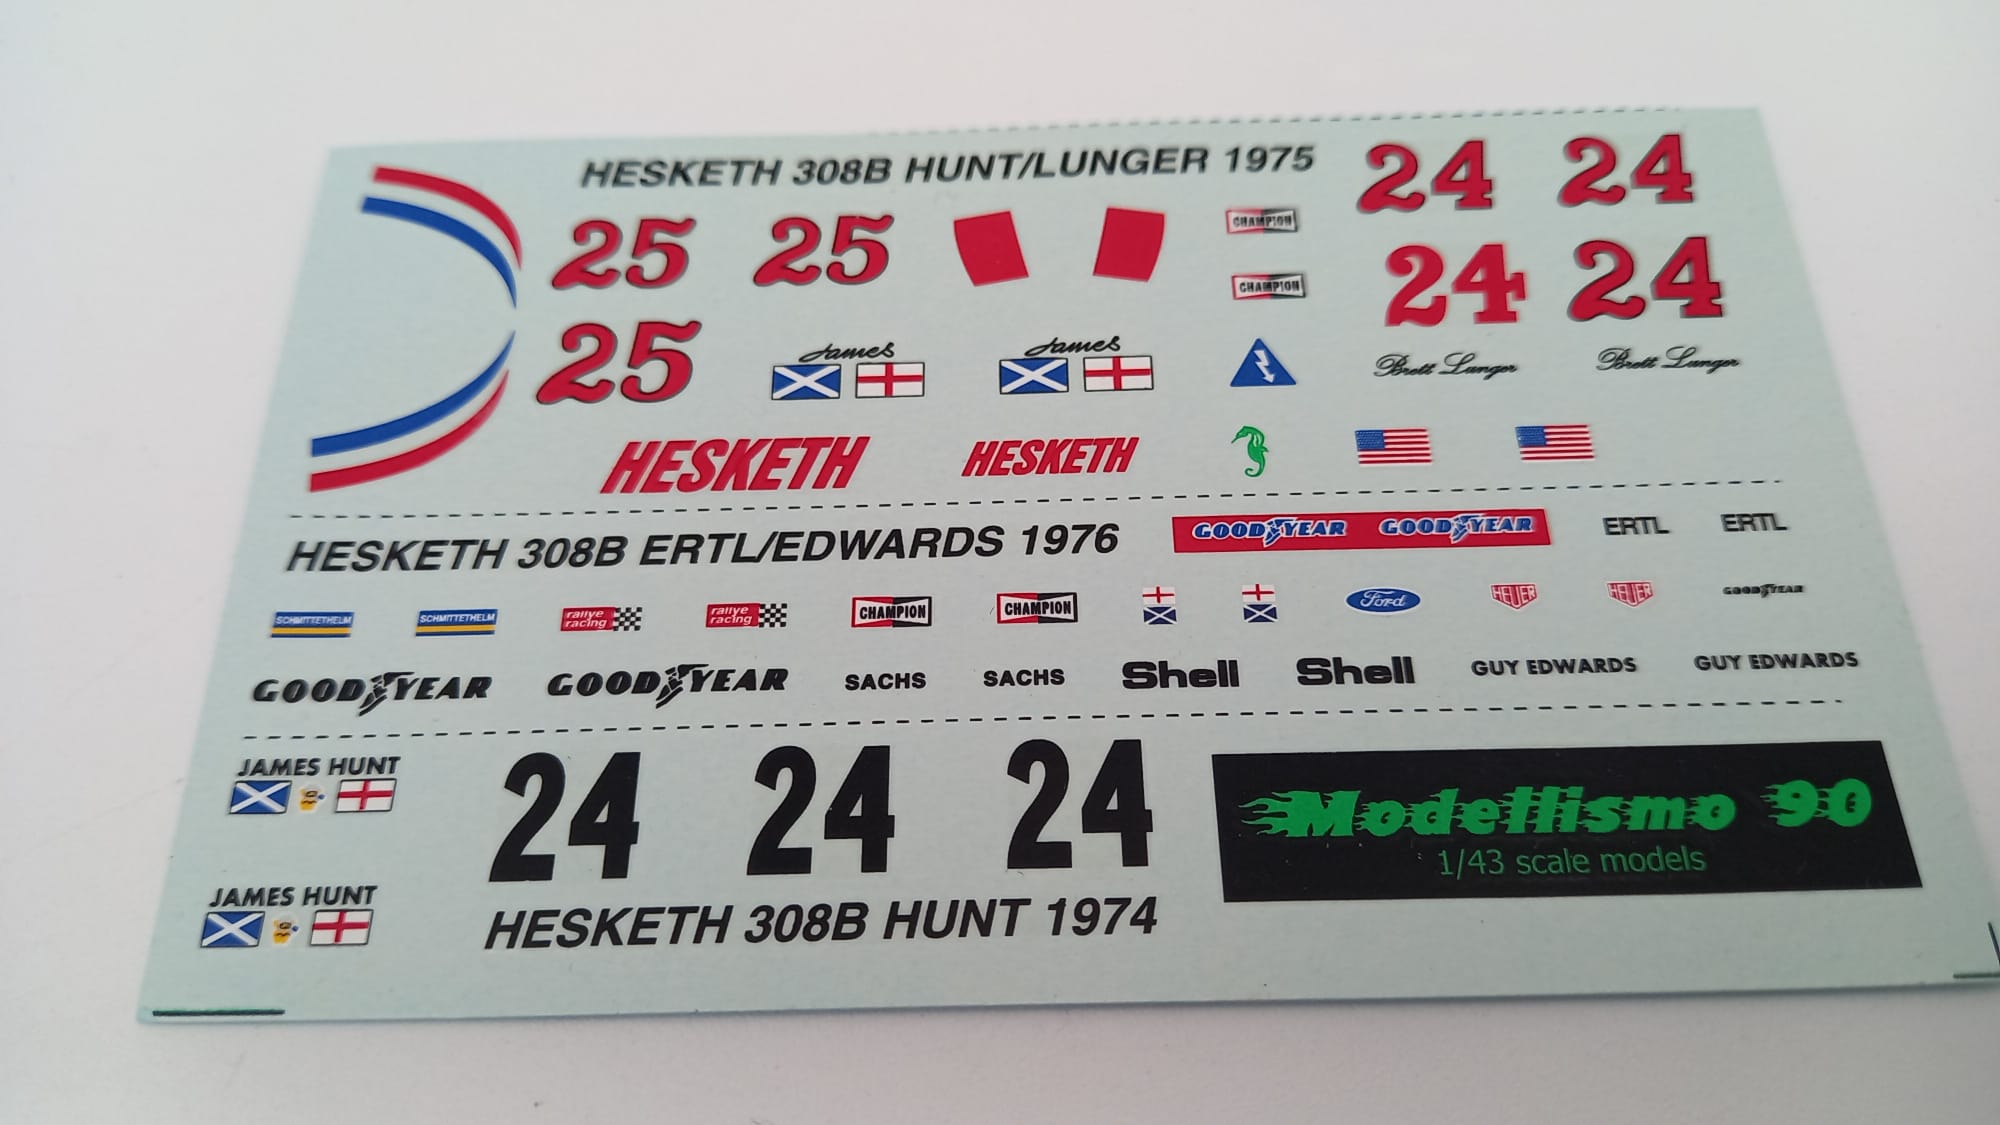 HESKETH 308B HUNT/LUNGER 1975
24 24
25 25
CHAMPION
CHAMPION
24 24
25
James James
Brett Lunger Brett Lunger
HESKETH HESKETH
HESKETH 308B ERTL/EDWARDS 1976
GOODYEAR GOODYEAR
ERTL ERTL
SCHMITTETHELM SCHMITTETHELM rallye racing rallye racing CHAMPION CHAMPION Ford HEUER HEUER GOODYEAR
GOODYEAR GOODYEAR SACHS SACHS Shell Shell GUY EDWARDS GUY EDWARDS
JAMES HUNT
24 24 24
Modellismo 90
1/43 scale models
JAMES HUNT
HESKETH 308B HUNT 1974